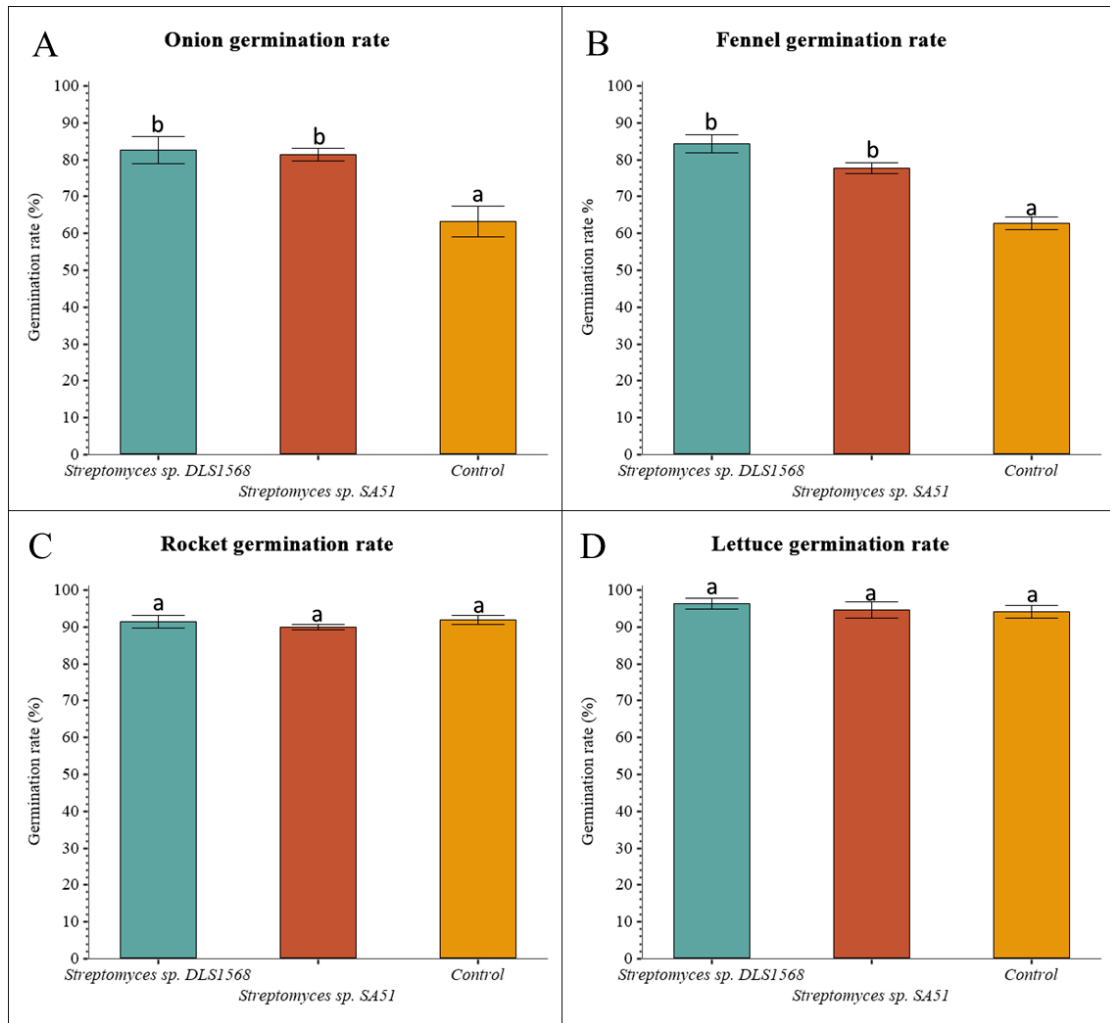 A
Onion germination rate
Germination rate (%)
100
90
80
70
60
50
40
30
20
10
0
b
b
a
Streptomyces sp. DLS1568
Streptomyces sp. SA51
Control
B
Fennel germination rate
Germination rate %
100
90
80
70
60
50
40
30
20
10
0
b
b
a
Streptomyces sp. DLS1568
Streptomyces sp. SA51
Control
C
Rocket germination rate
Germination rate (%)
100
90
80
70
60
50
40
30
20
10
0
a
a
a
Streptomyces sp. DLS1568
Streptomyces sp. SA51
Control
D
Lettuce germination rate
Germination rate (%)
100
90
80
70
60
50
40
30
20
10
0
a
a
a
Streptomyces sp. DLS1568
Streptomyces sp. SA51
Control